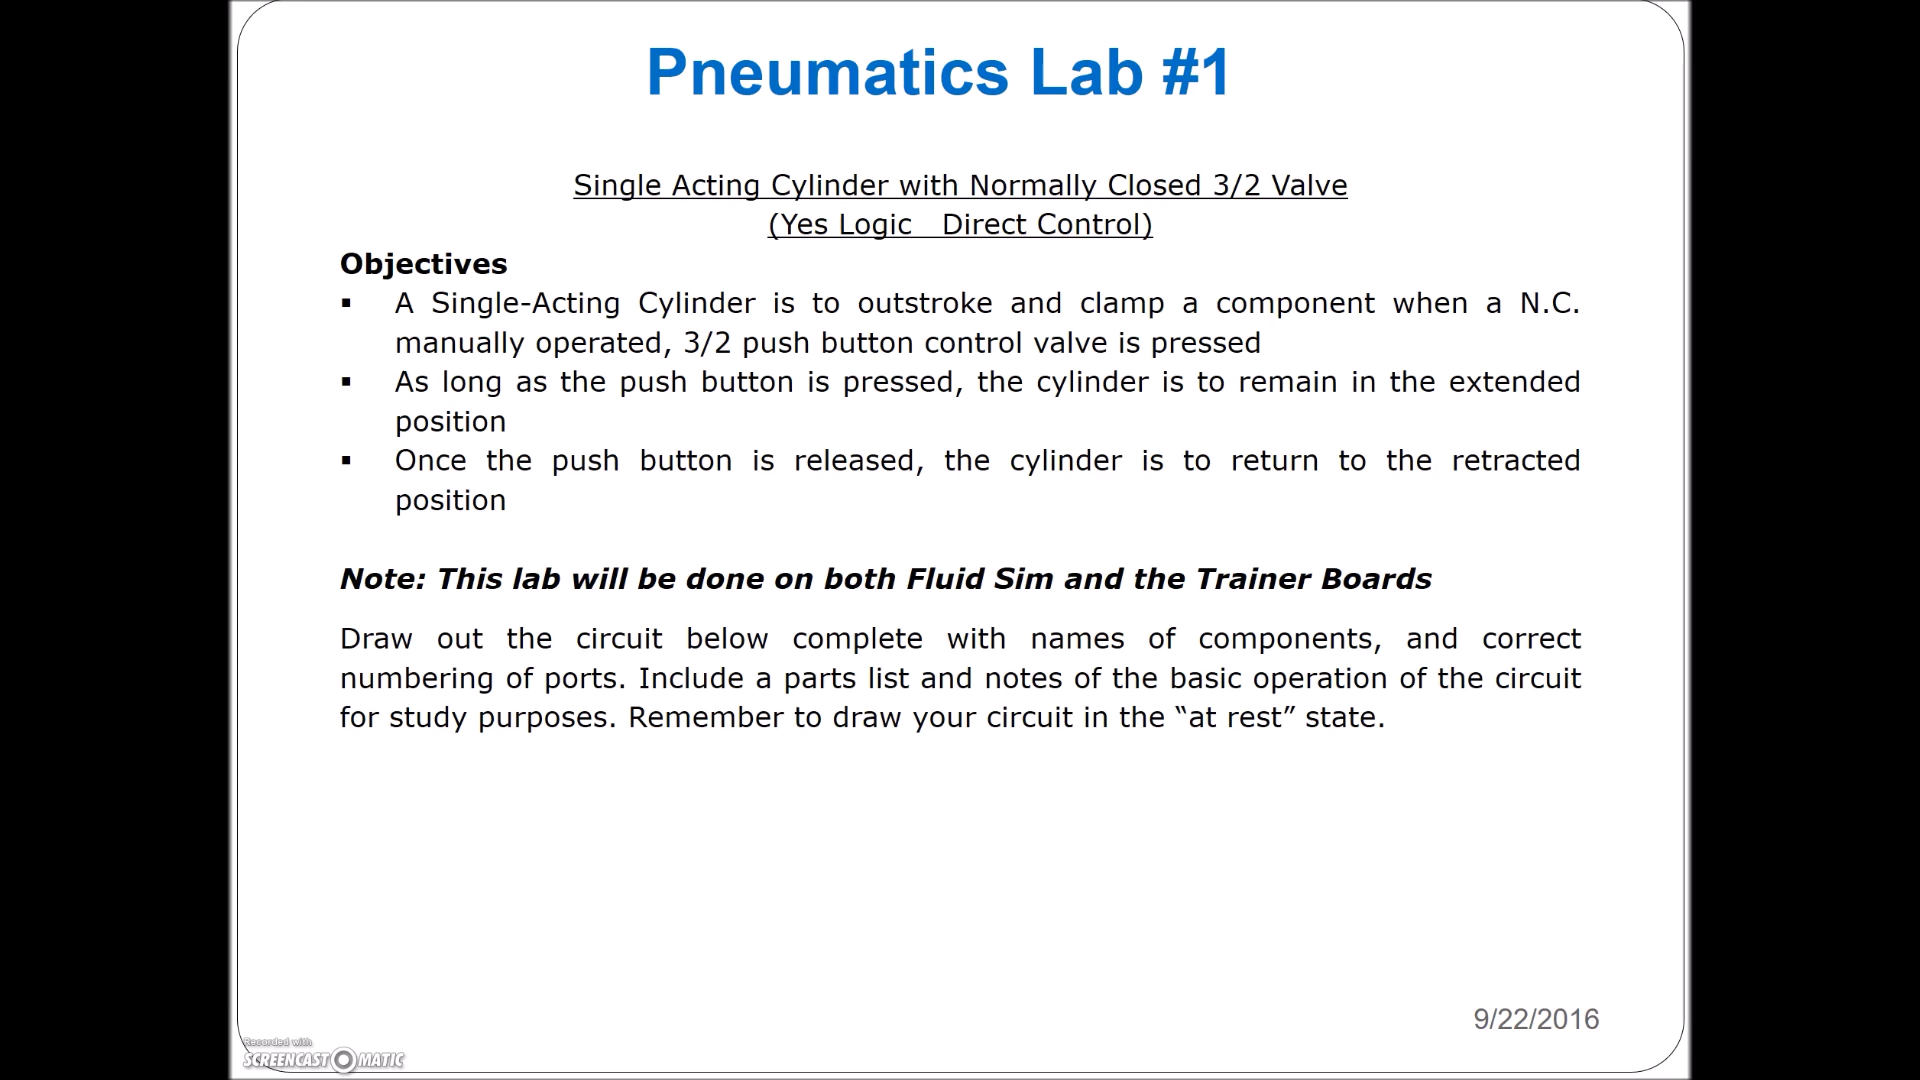 Pneumatics Lab #1
Single Acting Cylinder with Normally Closed 3/2 Valve
(Yes Logic   Direct Control)
Objectives
▪ A Single-Acting Cylinder is to outstroke and clamp a component when a N.C.
manually operated, 3/2 push button control valve is pressed
▪ As long as the push button is pressed, the cylinder is to remain in the extended
position
▪ Once the push button is released, the cylinder is to return to the retracted
position
Note: This lab will be done on both Fluid Sim and the Trainer Boards
Draw out the circuit below complete with names of components, and correct
numbering of ports. Include a parts list and notes of the basic operation of the circuit
for study purposes. Remember to draw your circuit in the “at rest” state.
9/22/2016
Recorded with
SCREENCAST O MATIC